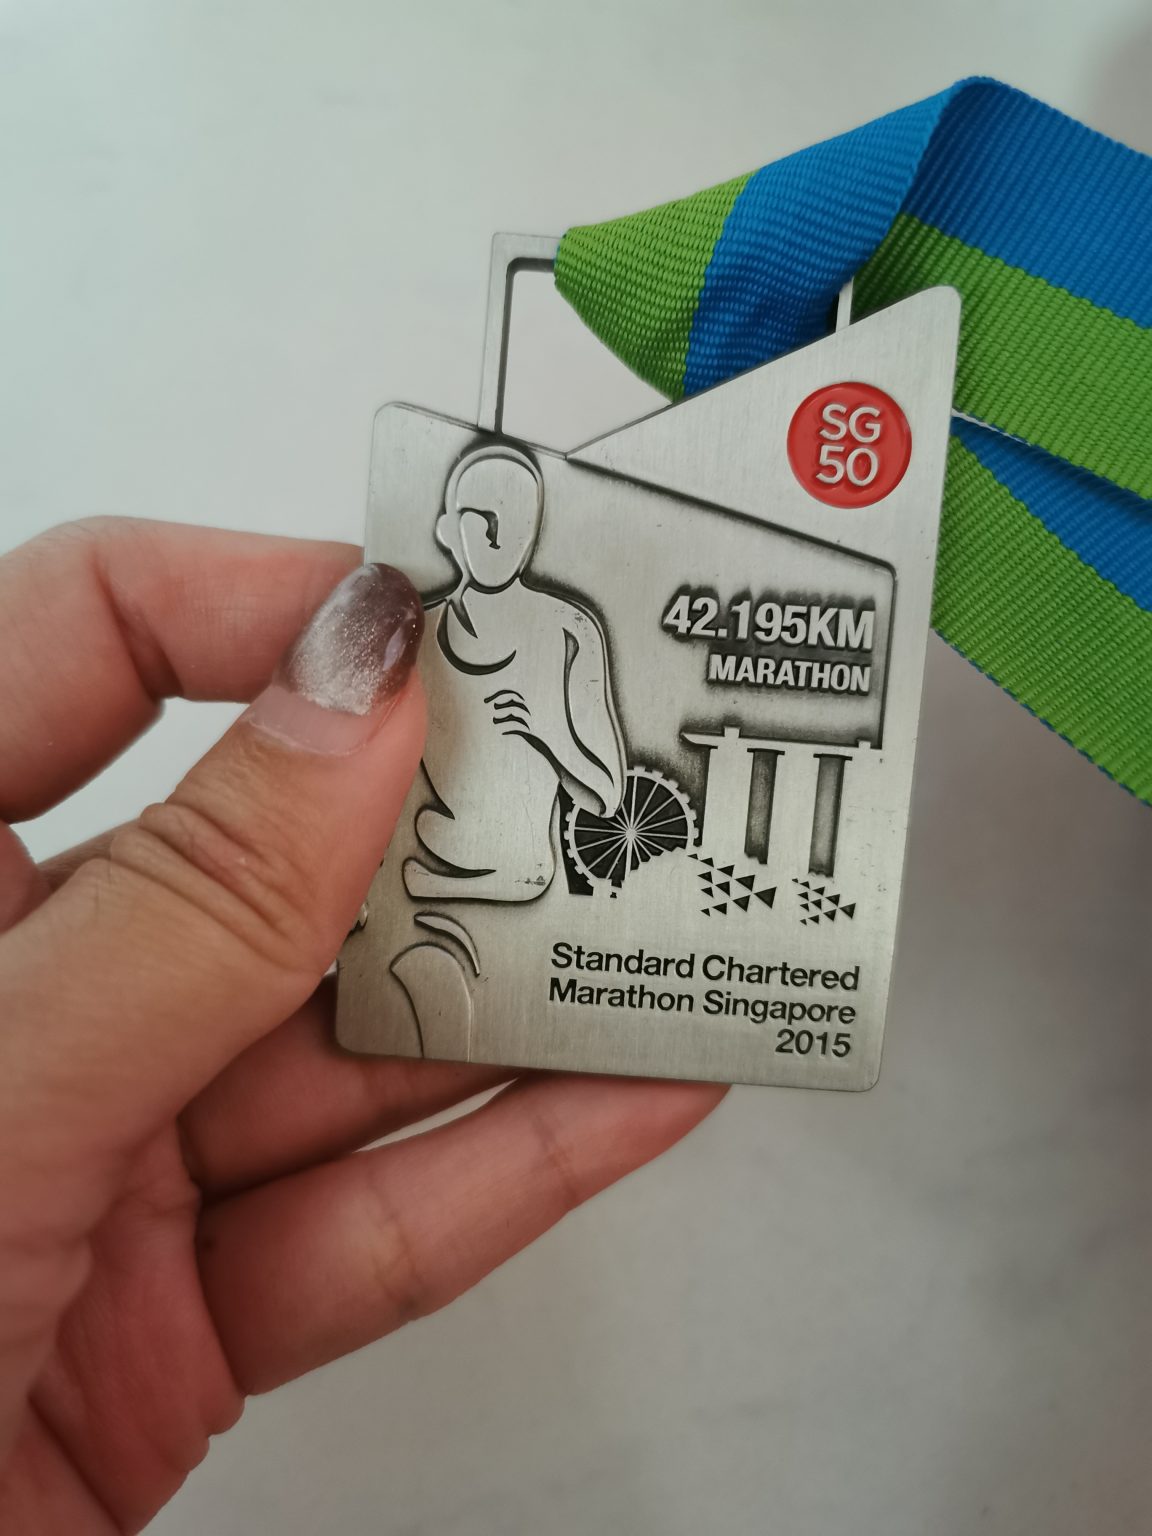 SG
50
42.195KM
MARATHON
Standard Chartered
Marathon Singapore
2015